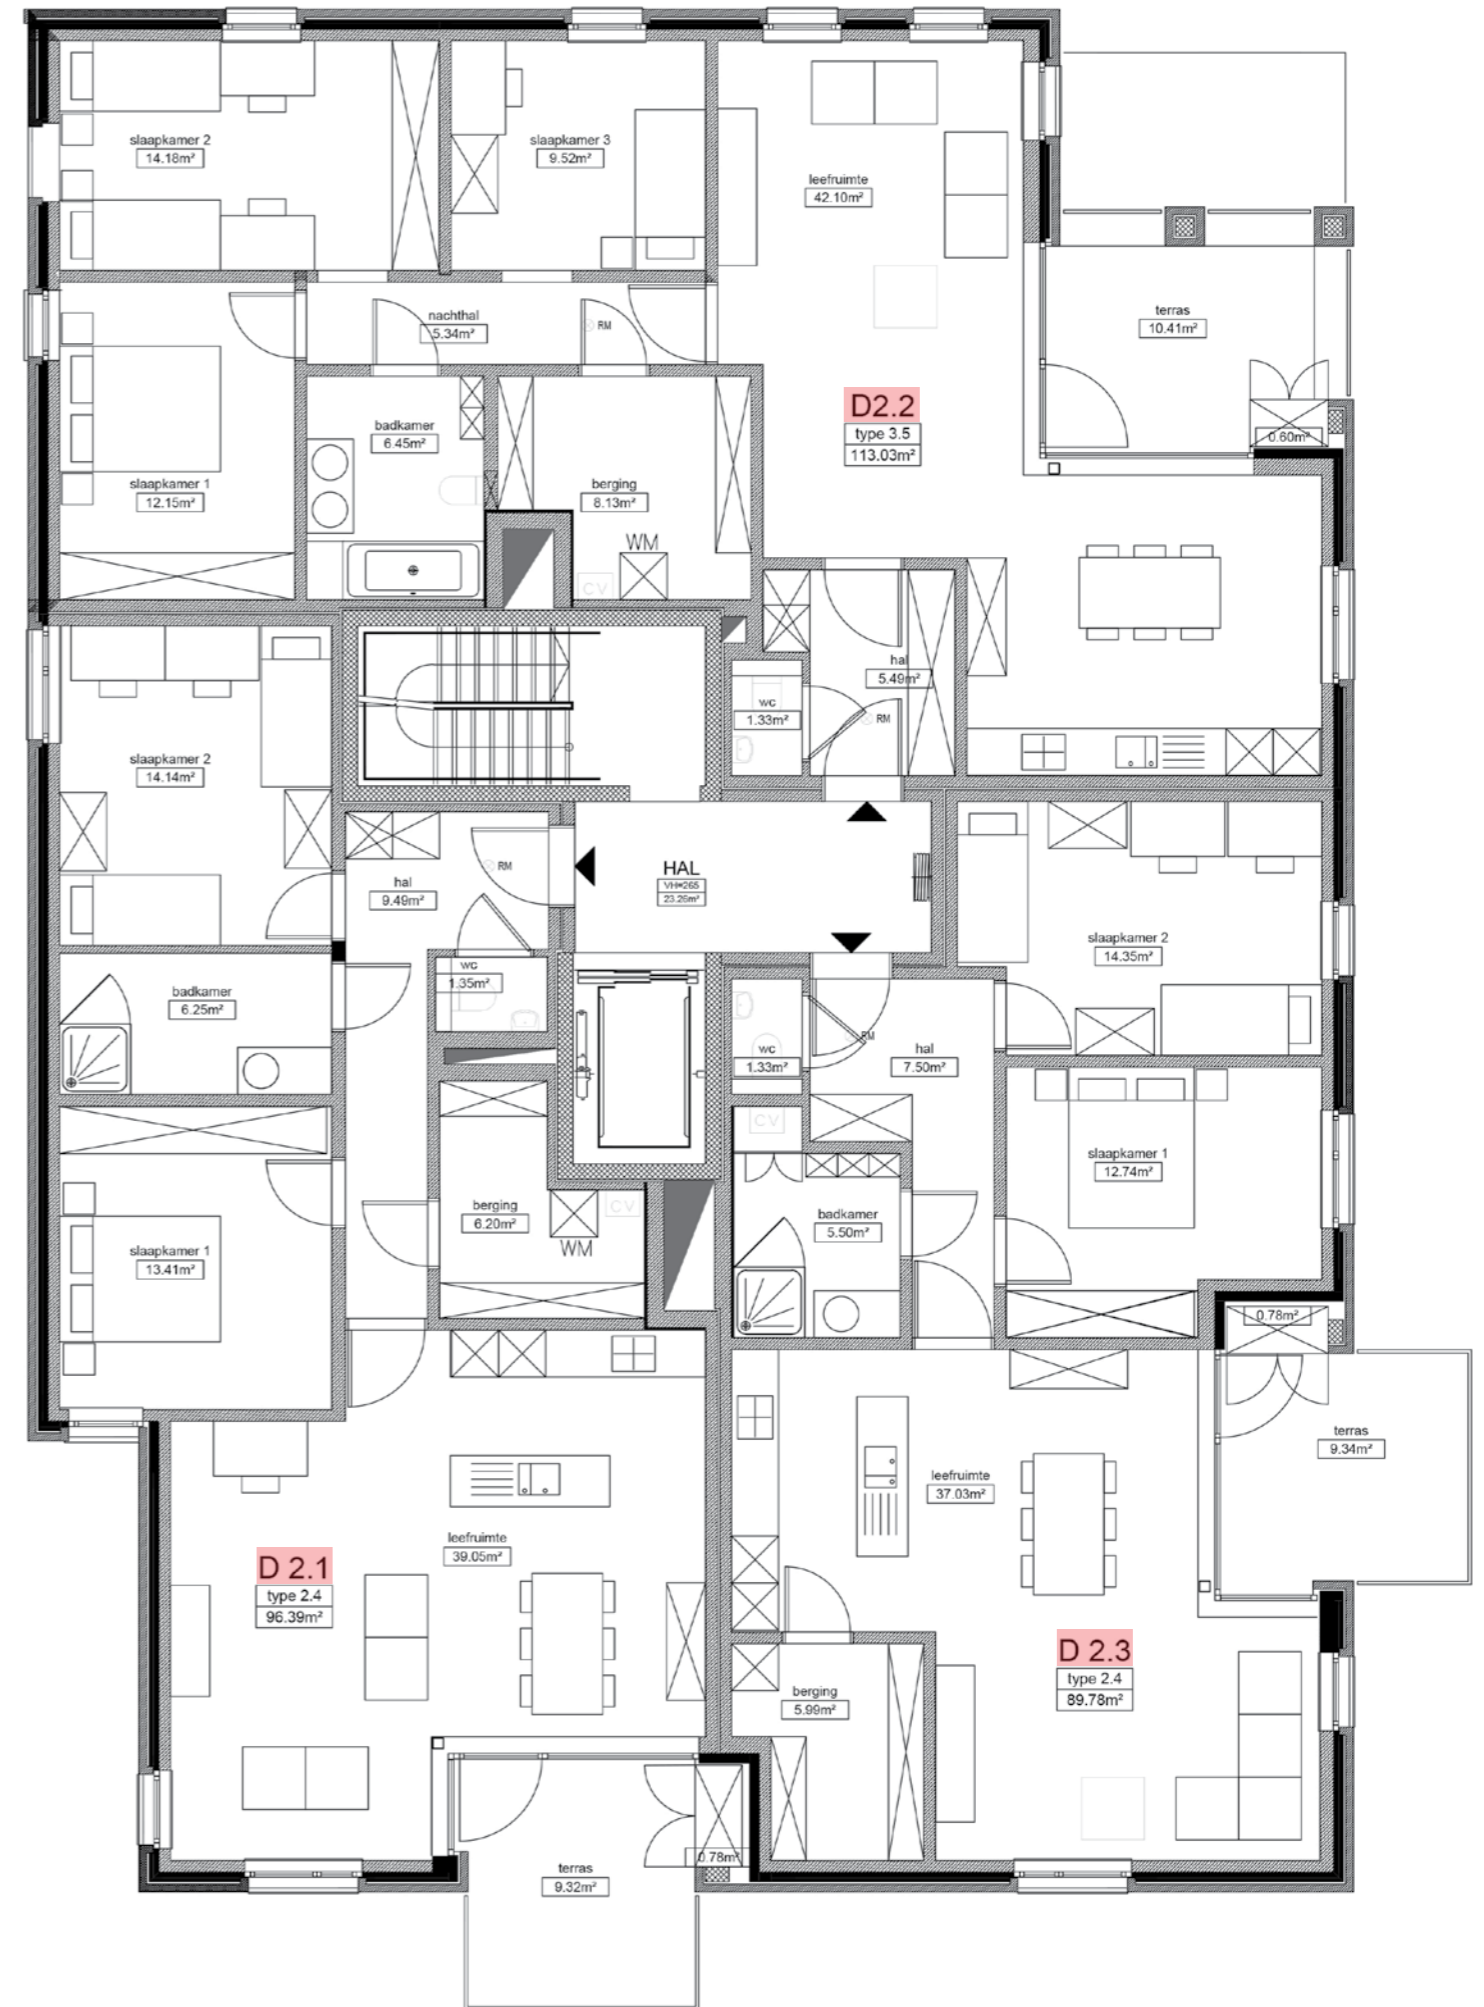 slaapkamer 2
14.18m²
slaapkamer 3
9.52m²
leefruimte
42.10m²
nachthal
5.34m²
RM
terras
10.41m²
D2.2
type 3.5
113.03m²
0.60m²
badkamer
6.45m²
slaapkamer 1
12.15m²
berging
8.13m²
WM
CV
hal
5.49m²
wc
1.33m²
RM
slaapkamer 2
14.14m²
HAL
VH=265
23.26m²
RM
hal
9.49m²
slaapkamer 2
14.35m²
wc
1.35m²
badkamer
6.25m²
RM
wc
1.33m²
hal
7.50m²
CV
slaapkamer 1
12.74m²
berging
6.20m²
CV
WM
badkamer
5.50m²
slaapkamer 1
13.41m²
0.78m²
terras
9.34m²
leefruimte
37.03m²
leefruimte
39.05m²
D 2.1
type 2.4
96.39m²
D 2.3
type 2.4
89.78m²
berging
5.99m²
0.78m²
terras
9.32m²